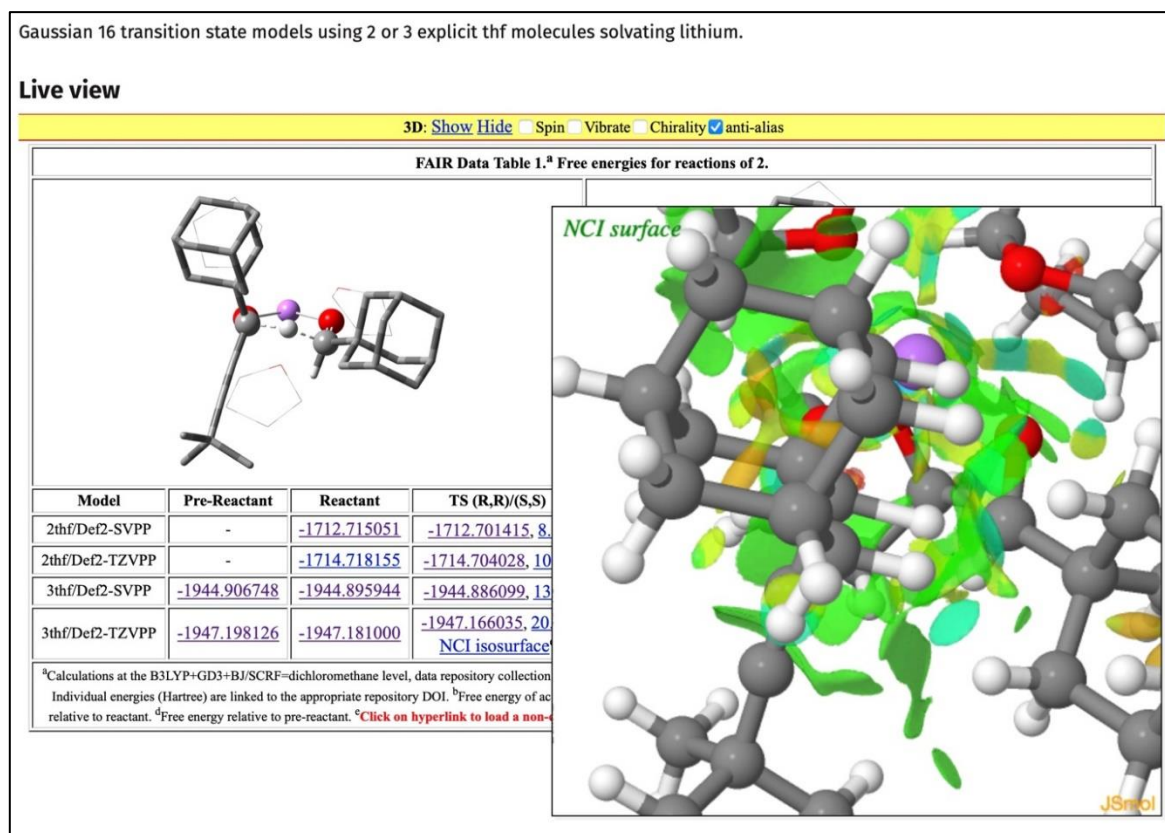 Gaussian 16 transition state models using 2 or 3 explicit thf molecules solvating lithium.
Live view
3D: Show Hide Spin Vibrate Chirality anti-alias
FAIR Data Table 1.a Free energies for reactions of 2.
NCI surface
Model Pre-Reactant Reactant TS (R,R)/(S,S)
2thf/Def2-SVPP - -1712.715051 -1712.701415, 8.
2thf/Def2-TZVPP - -1714.718155 -1714.704028, 10
3thf/Def2-SVPP -1944.906748 -1944.895944 -1944.886099, 13
3thf/Def2-TZVPP -1947.198126 -1947.181000 -1947.166035, 20.
NCI isosurface
aCalculations at the B3LYP+GD3+BJ/SCRF=dichloromethane level, data repository collection
Individual energies (Hartree) are linked to the appropriate repository DOI. bFree energy of ac
relative to reactant. dFree energy relative to pre-reactant. eClick on hyperlink to load a non-
JSmol